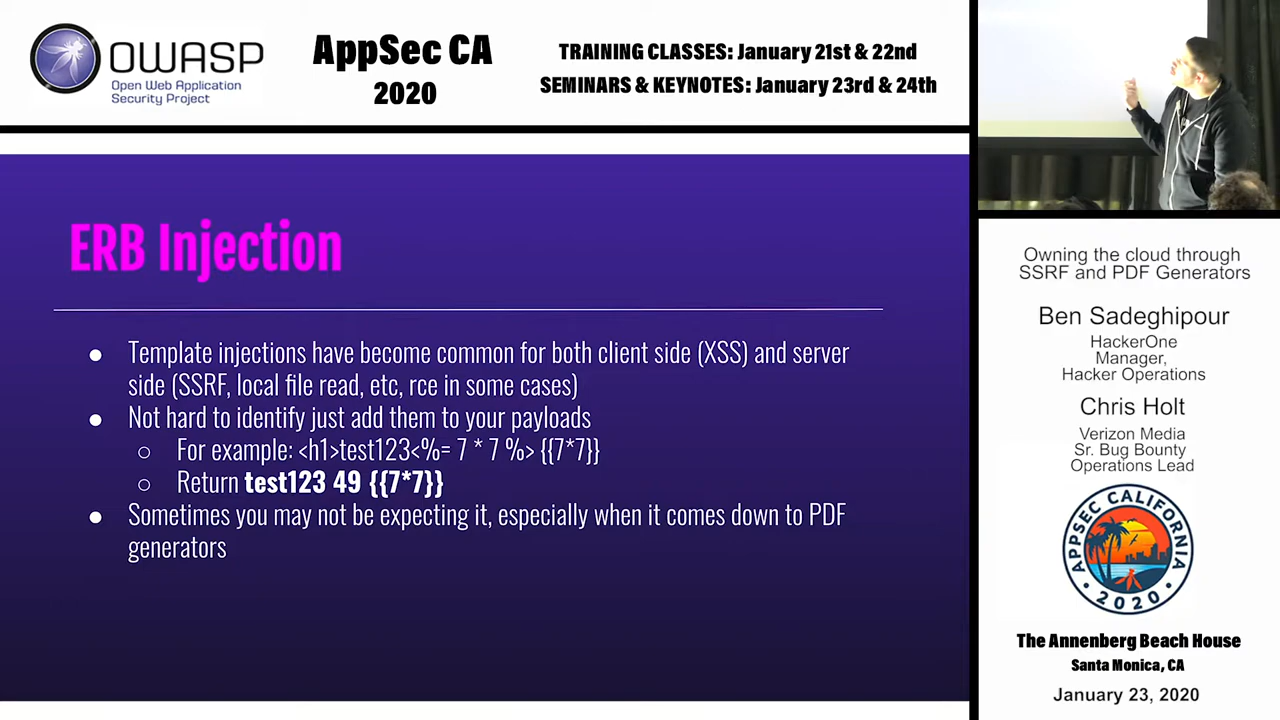 OWASP
Open Web Application
Security Project
AppSec CA
2020
TRAINING CLASSES: January 21st & 22nd
SEMINARS & KEYNOTES: January 23rd & 24th
ERB Injection
● Template injections have become common for both client side (XSS) and server
side (SSRF, local file read, etc, rce in some cases)
● Not hard to identify just add them to your payloads
○ For example: <h1>test123<%= 7 * 7 %> {{7*7}}
○ Return test123 49 {{7*7}}
● Sometimes you may not be expecting it, especially when it comes down to PDF
generators
Owning the cloud through
SSRF and PDF Generators
Ben Sadeghipour
HackerOne
Manager,
Hacker Operations
Chris Holt
Verizon Media
Sr. Bug Bounty
Operations Lead
APPSEC CALIFORNIA
• 2020 •
The Annenberg Beach House
Santa Monica, CA
January 23, 2020